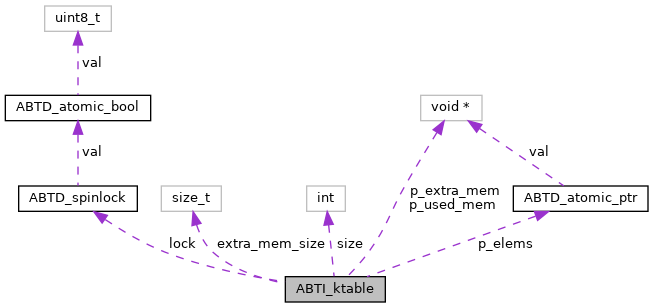 uint8_t
val
ABTD_atomic_bool
void *
val
val
ABTD_spinlock
size_t
int
p_extra_mem
p_used_mem
ABTD_atomic_ptr
lock
extra_mem_size
size
p_elems
ABTI_ktable